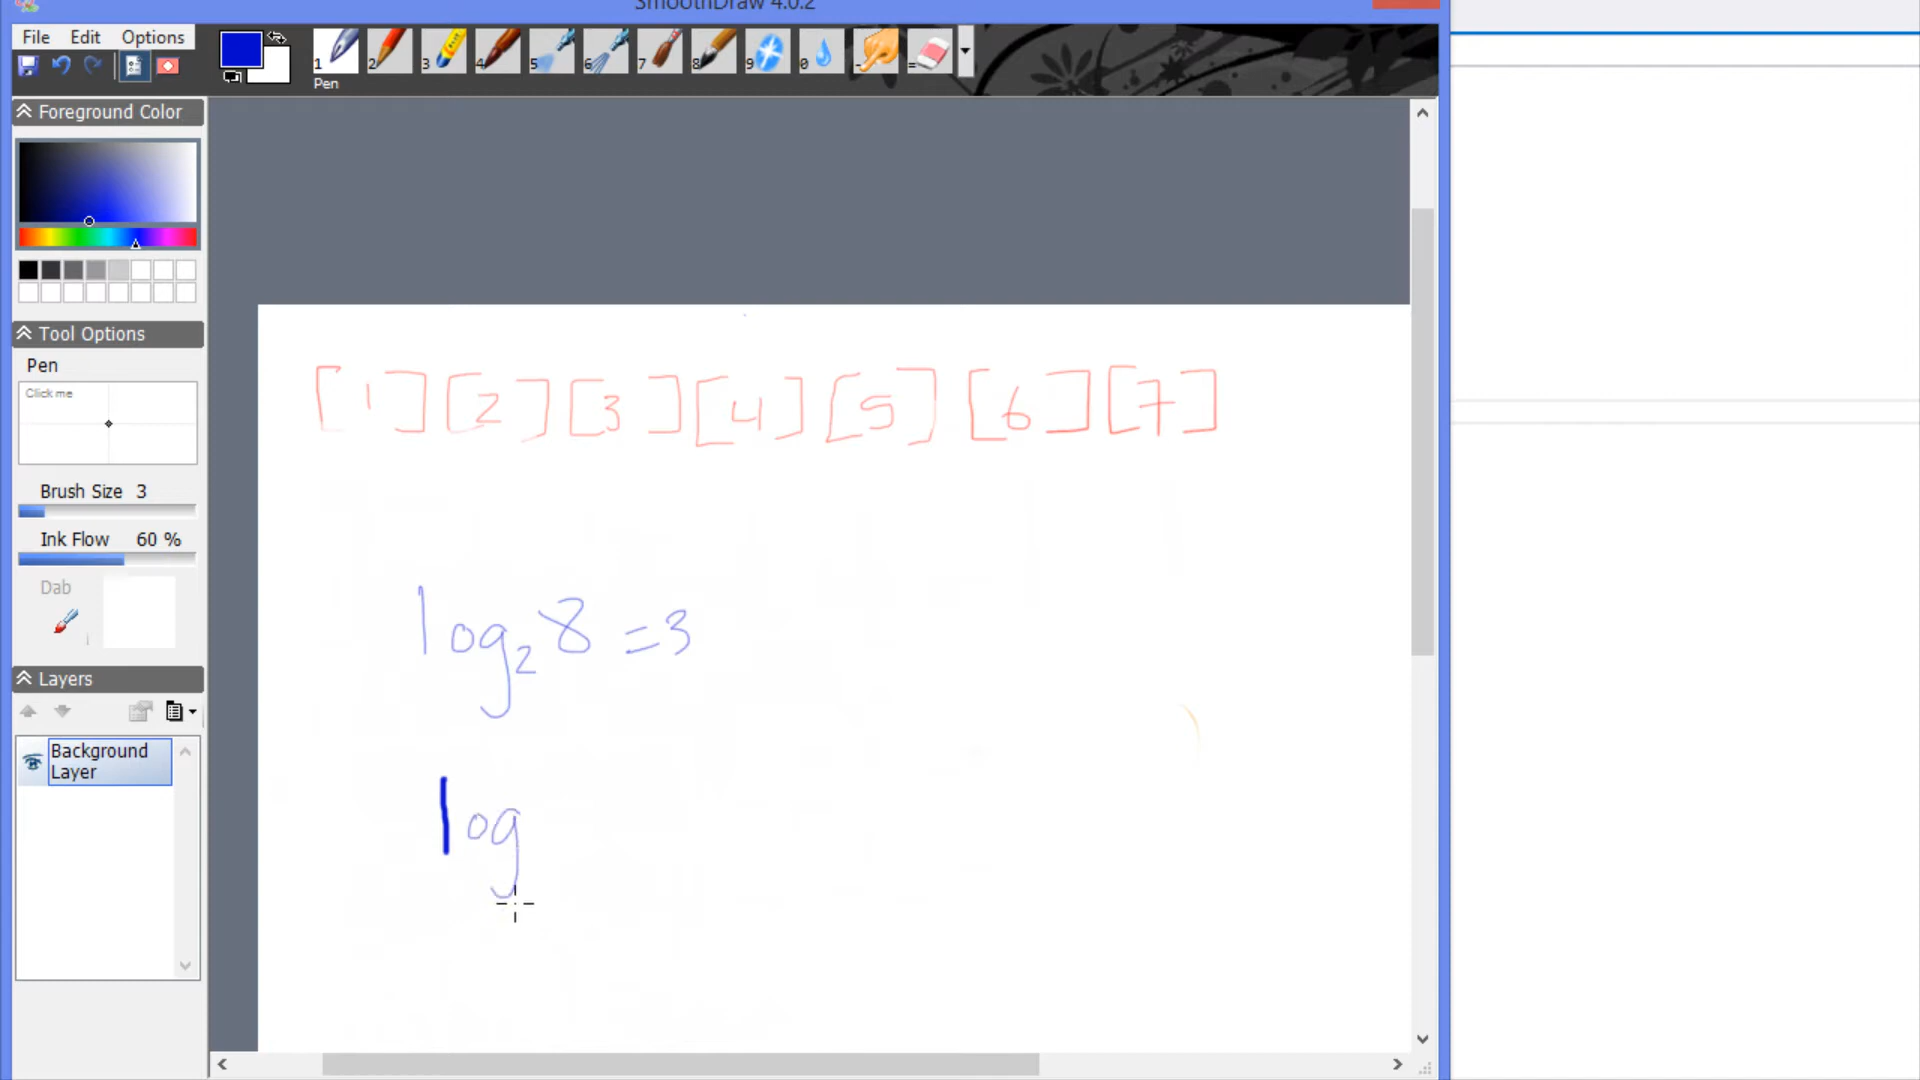 SmoothDraw 4.0.2
File Edit Options
1 2 3 4 5 6 7 8 9 0 - =
Pen
Foreground Color
Tool Options
Pen
Click me
Brush Size 3
Ink Flow 60 %
Dab
Layers
Background
Layer
[1] [2] [3] [4] [5] [6] [7]
log₂ 8 = 3
log